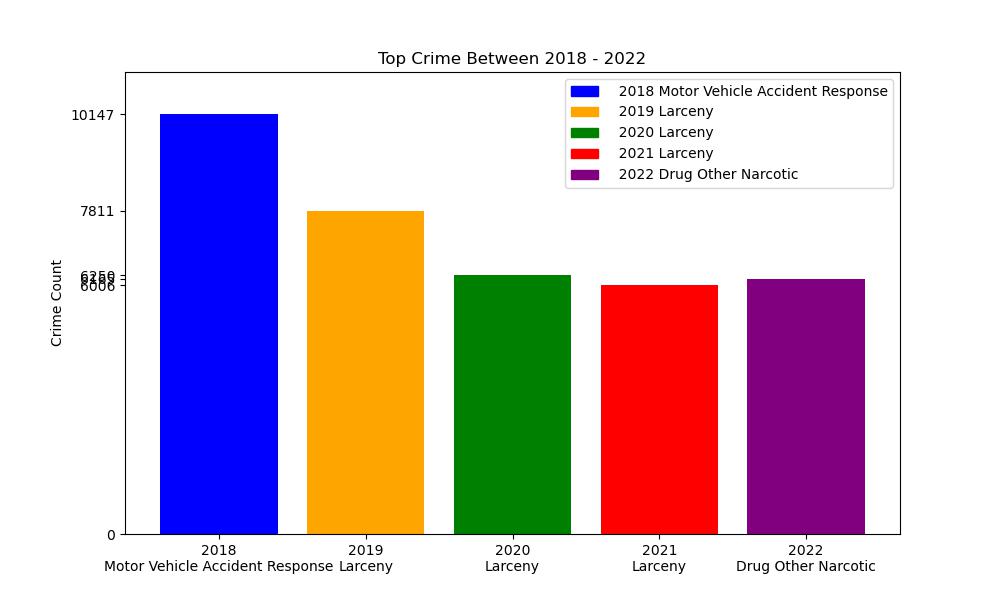 Top Crime Between 2018 - 2022
2018 Motor Vehicle Accident Response
2019 Larceny
2020 Larceny
2021 Larceny
2022 Drug Other Narcotic
Crime Count
10147
7811
6250
6006
0
2018
Motor Vehicle Accident Response
2019
Larceny
2020
Larceny
2021
Larceny
2022
Drug Other Narcotic